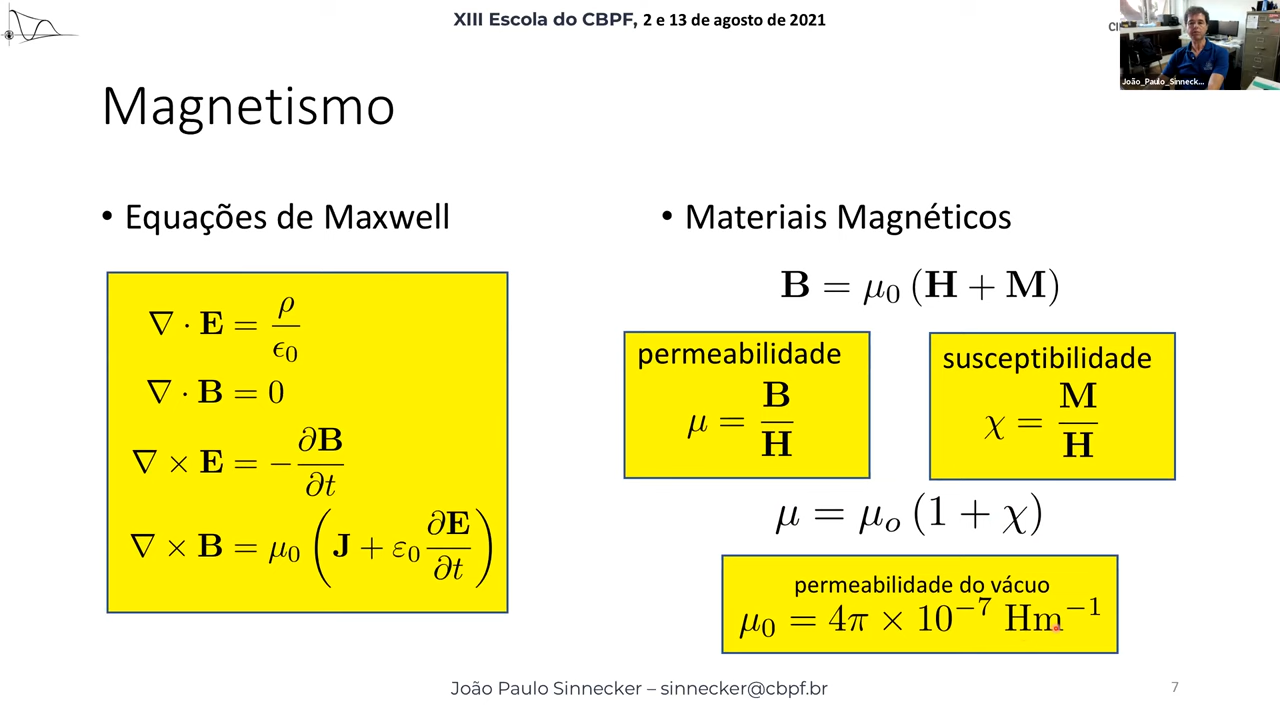 XIII Escola do CBPF, 2 e 13 de agosto de 2021
CI
João_Paulo_Sinneck...
Magnetismo
• Equações de Maxwell
∇ · E = ρ/ϵ₀
∇ · B = 0
∇ × E = −∂B/∂t
∇ × B = μ₀ (J + ε₀ ∂E/∂t)
• Materiais Magnéticos
B = μ₀ (H + M)
permeabilidade
μ = B/H
susceptibilidade
χ = M/H
μ = μₒ (1 + χ)
permeabilidade do vácuo
μ₀ = 4π × 10⁻⁷ Hm⁻¹
João Paulo Sinnecker – sinnecker@cbpf.br
7